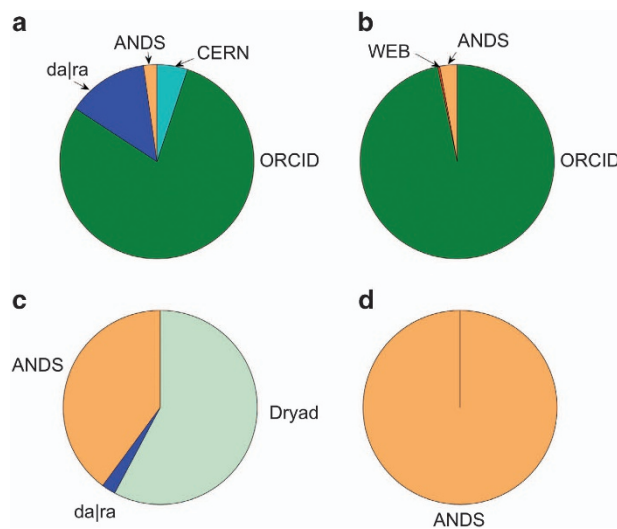 a
ANDS
CERN
da|ra
ORCID
b
WEB
ANDS
ORCID
c
ANDS
Dryad
da|ra
d
ANDS